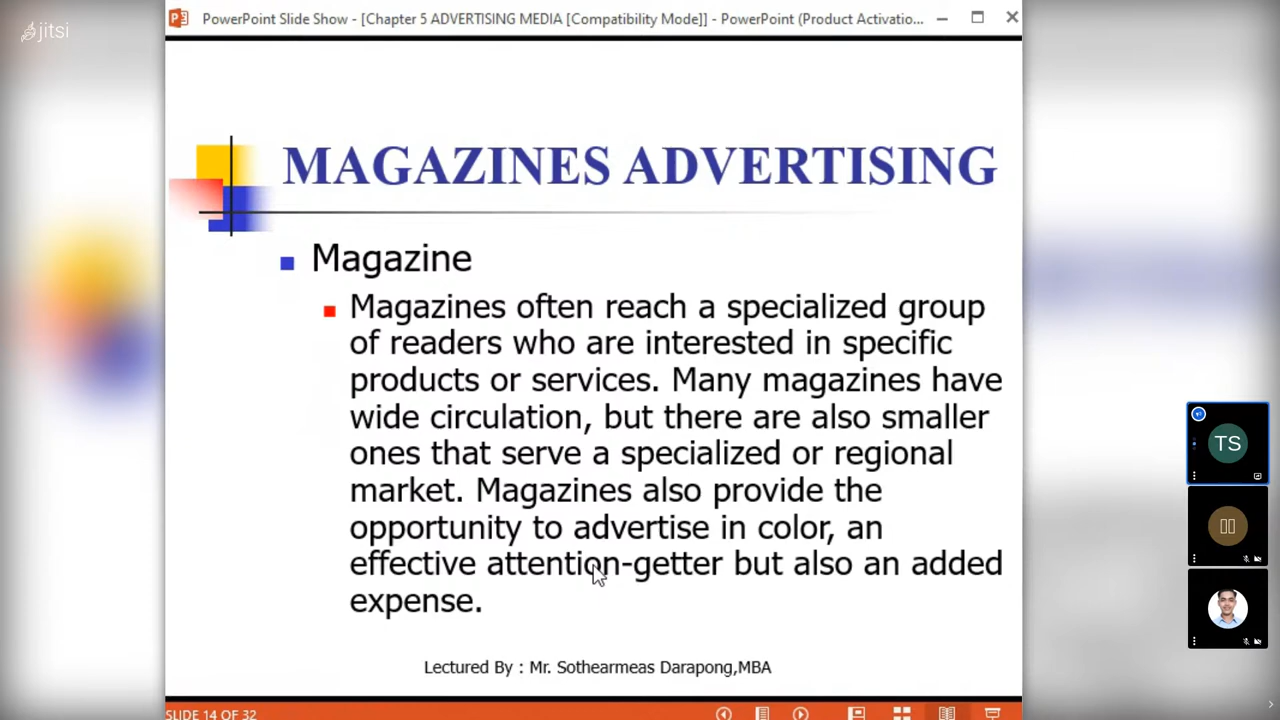 jitsi
PowerPoint Slide Show - [Chapter 5 ADVERTISING MEDIA [Compatibility Mode]] - PowerPoint (Product Activatio...
MAGAZINES ADVERTISING
Magazine
Magazines often reach a specialized group
of readers who are interested in specific
products or services. Many magazines have
wide circulation, but there are also smaller
ones that serve a specialized or regional
market. Magazines also provide the
opportunity to advertise in color, an
effective attention-getter but also an added
expense.
Lectured By : Mr. Sothearmeas Darapong,MBA
SLIDE 14 OF 32
TS